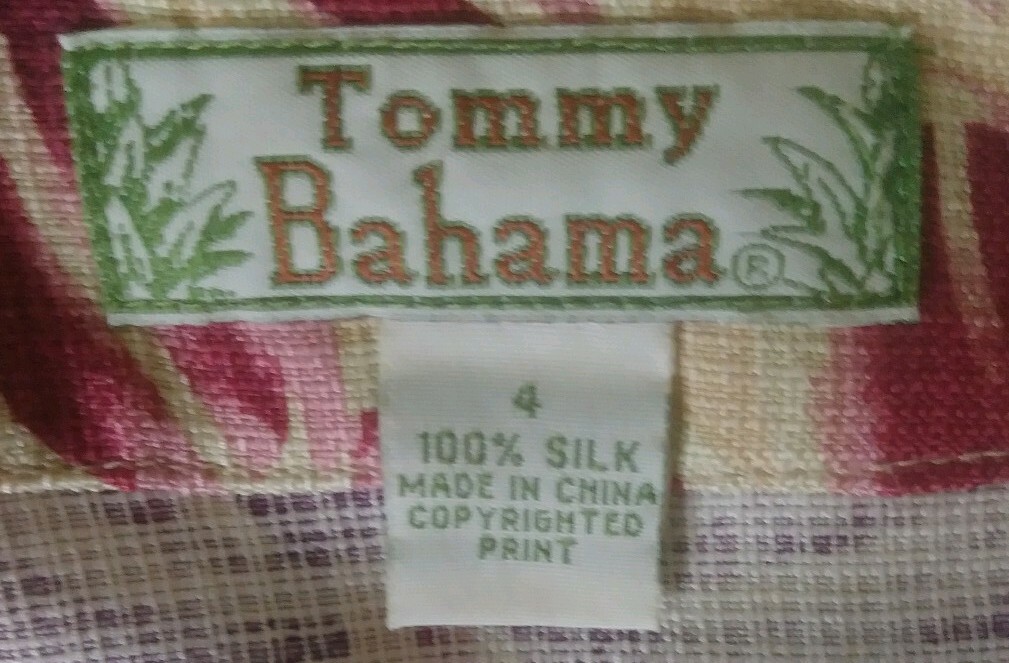 Tommy
Bahama®
4
100% SILK
MADE IN CHINA
COPYRIGHTED
PRINT